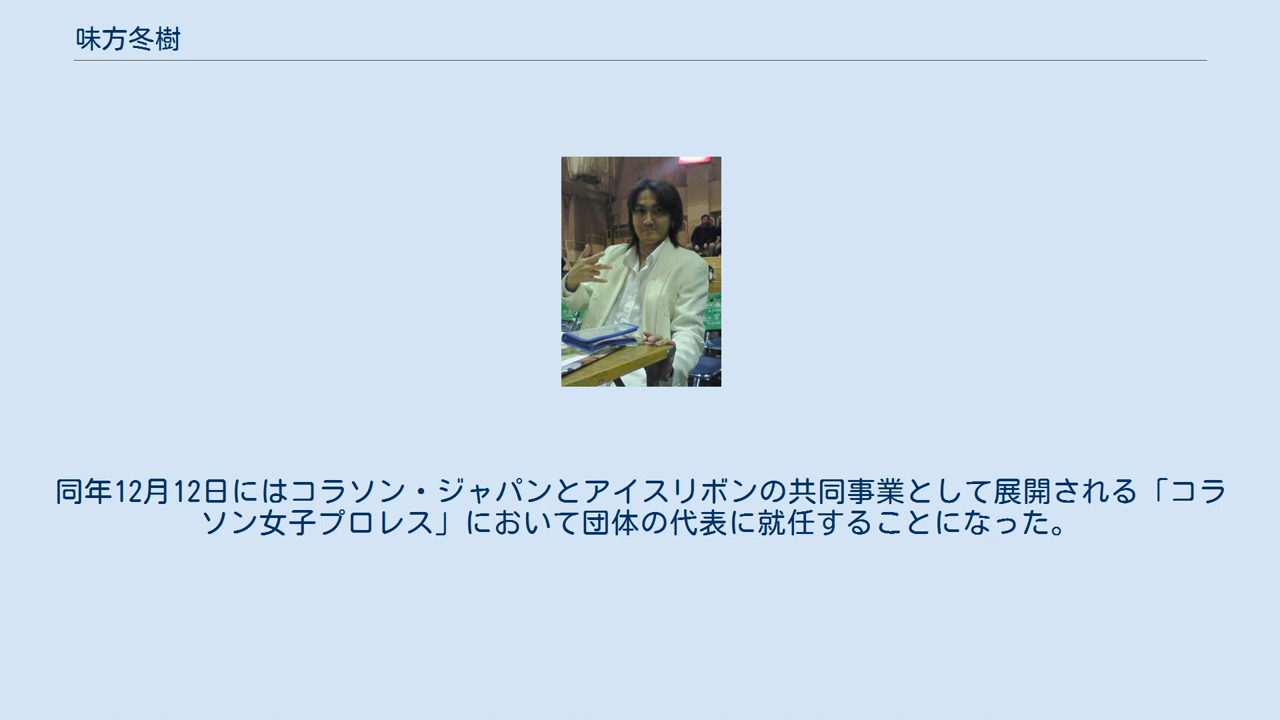 味方冬樹
同年12月12日にはコラソン・ジャパンとアイスリボンの共同事業として展開される「コラ
ソン女子プロレス」において団体の代表に就任することになった。